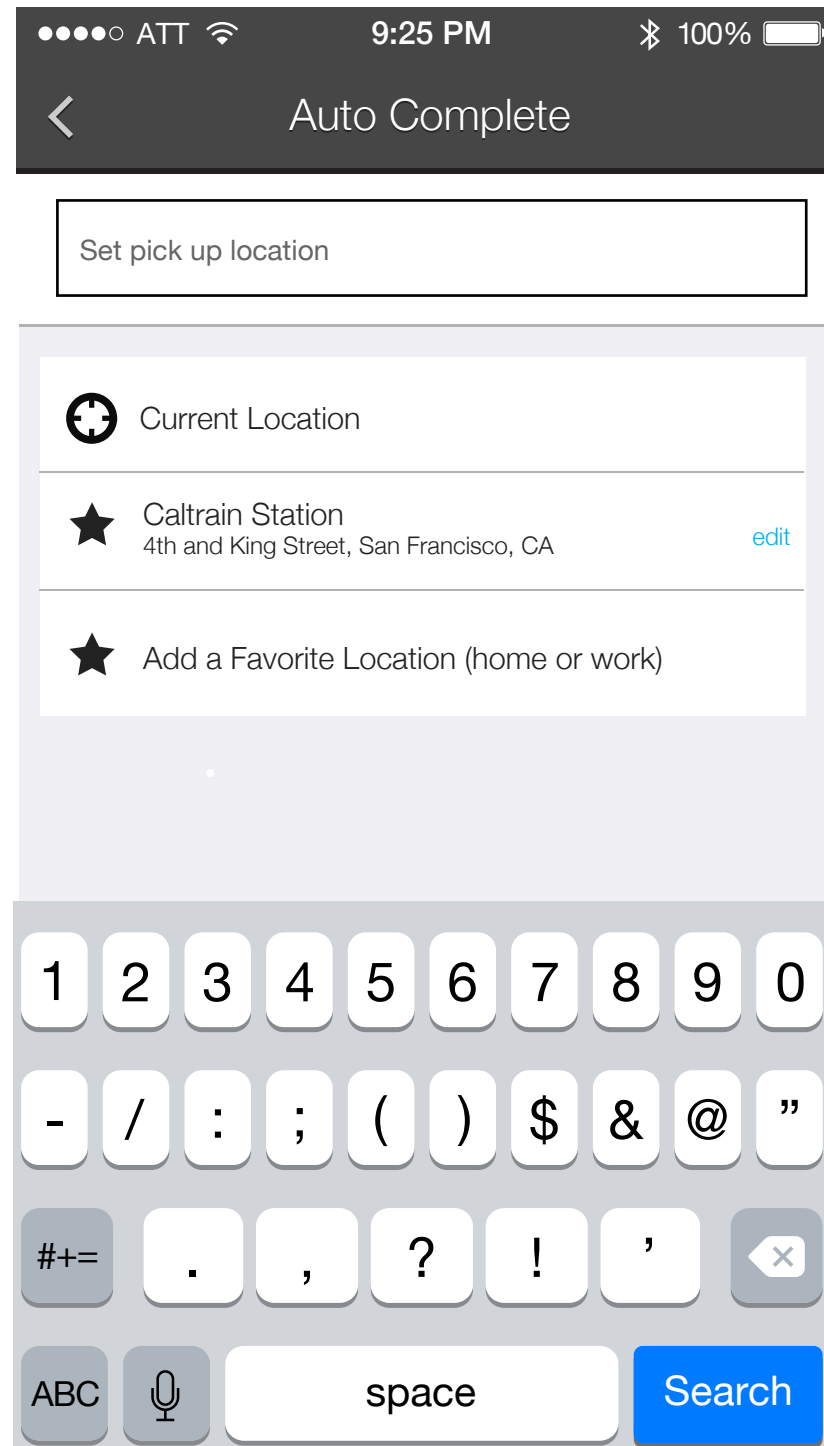 ATT 9:25 PM 100%
Auto Complete
Set pick up location
Current Location
Caltrain Station
4th and King Street, San Francisco, CA
edit
Add a Favorite Location (home or work)
1 2 3 4 5 6 7 8 9 0
- / : ; ( ) $ & @ ”
#+= . , ? ! ’
ABC space Search